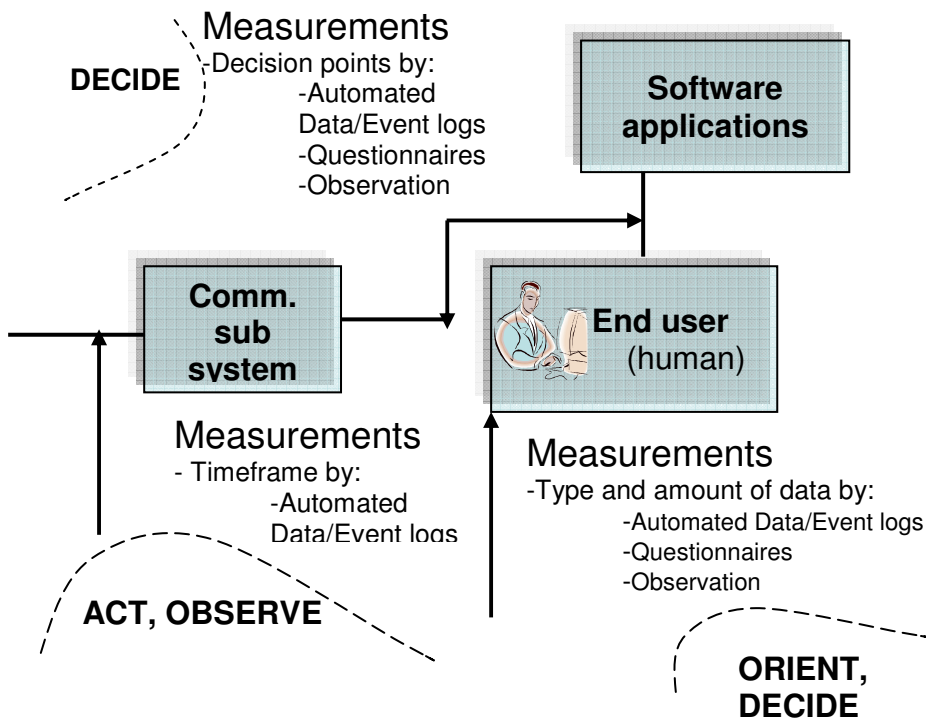 Measurements
-Decision points by:
-Automated
Data/Event logs
-Questionnaires
-Observation
DECIDE
Software
applications
Comm.
sub
system
End user
(human)
Measurements
- Timeframe by:
-Automated
Data/Event logs
Measurements
-Type and amount of data by:
-Automated Data/Event logs
-Questionnaires
-Observation
ACT, OBSERVE
ORIENT,
DECIDE